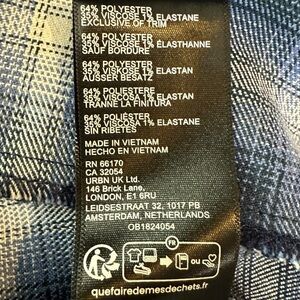 64% POLYESTER
35% VISCOSE 1% ELASTANE
EXCLUSIVE OF TRIM
64% POLYESTER
35% VISCOSE 1% ÉLASTHANNE
SAUF BORDURE
64% POLYESTER
35% VISKOSE 1% ELASTAN
AUSSER BESATZ
64% POLIESTERE
35% VISCOSA 1% ELASTAN
TRANNE LA FINITURA
64% POLIÉSTER
35% VISCOSA 1% ELASTANE
SIN RIBETES
MADE IN VIETNAM
HECHO EN VIETNAM
RN 66170
CA 32054
URBN UK Ltd.
146 Brick Lane,
LONDON, E1 6RU
LEIDSESTRAAT 32, 1017 PB
AMSTERDAM, NETHERLANDS
OB1824054
FR
OU
quefairedemesdechets.fr